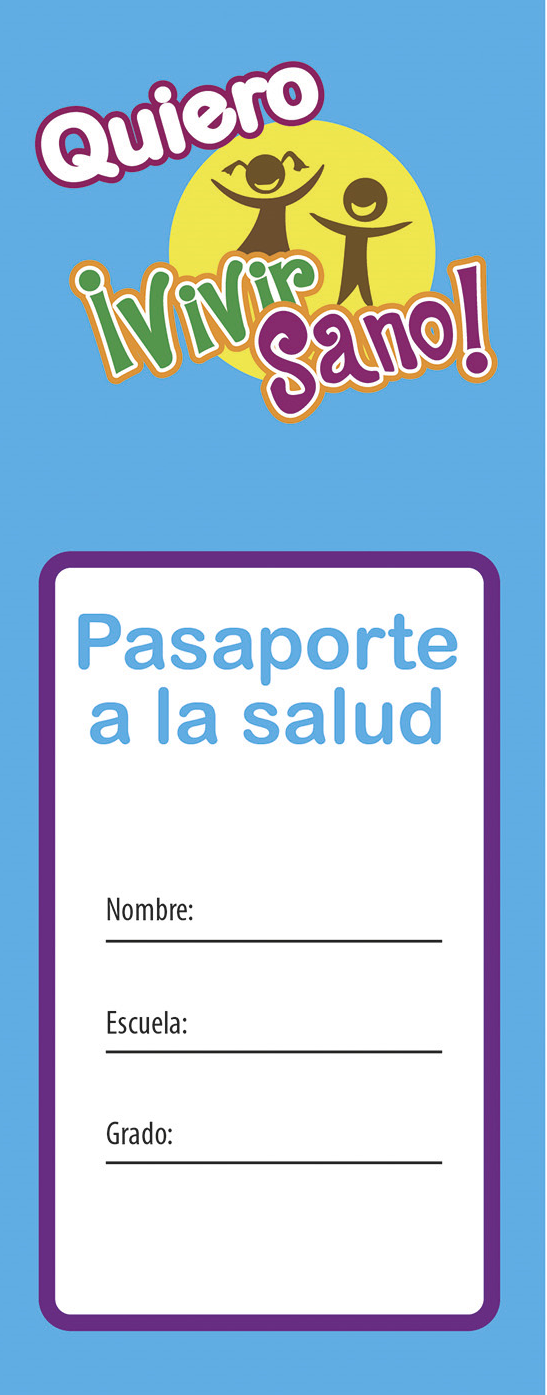 Quiero
¡Vivir
Sano!
Pasaporte
a la salud
Nombre:
Escuela:
Grado: